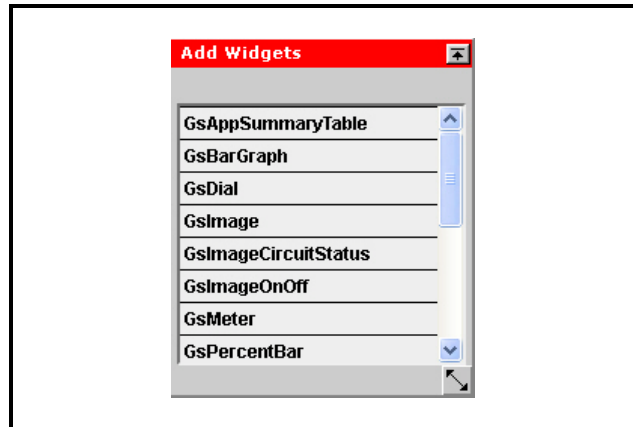 Add Widgets
GsAppSummaryTable
GsBarGraph
GsDial
GsImage
GsImageCircuitStatus
GsImageOnOff
GsMeter
GsPercentBar